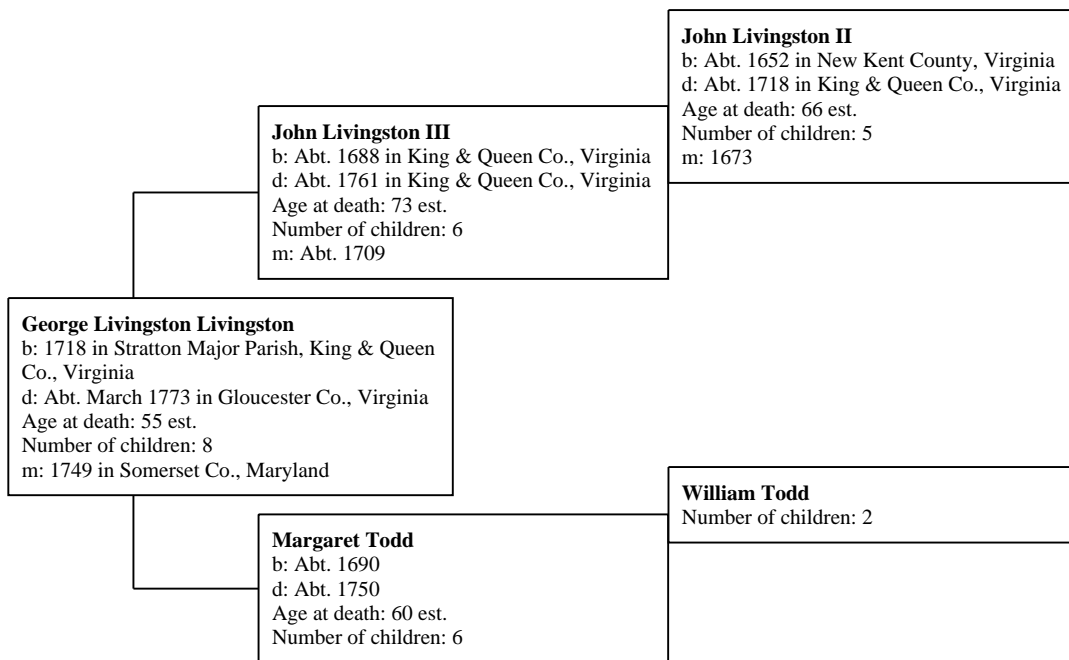 John Livingston II
b: Abt. 1652 in New Kent County, Virginia
d: Abt. 1718 in King & Queen Co., Virginia
Age at death: 66 est.
Number of children: 5
m: 1673
John Livingston III
b: Abt. 1688 in King & Queen Co., Virginia
d: Abt. 1761 in King & Queen Co., Virginia
Age at death: 73 est.
Number of children: 6
m: Abt. 1709
George Livingston Livingston
b: 1718 in Stratton Major Parish, King & Queen
Co., Virginia
d: Abt. March 1773 in Gloucester Co., Virginia
Age at death: 55 est.
Number of children: 8
m: 1749 in Somerset Co., Maryland
William Todd
Number of children: 2
Margaret Todd
b: Abt. 1690
d: Abt. 1750
Age at death: 60 est.
Number of children: 6